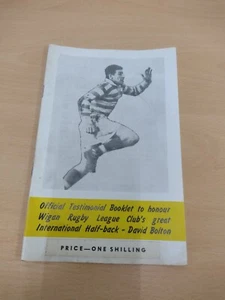 Official Testimonial Booklet to honour
Wigan Rugby League Club's great
International Half-back - David Bolton
PRICE—ONE SHILLING